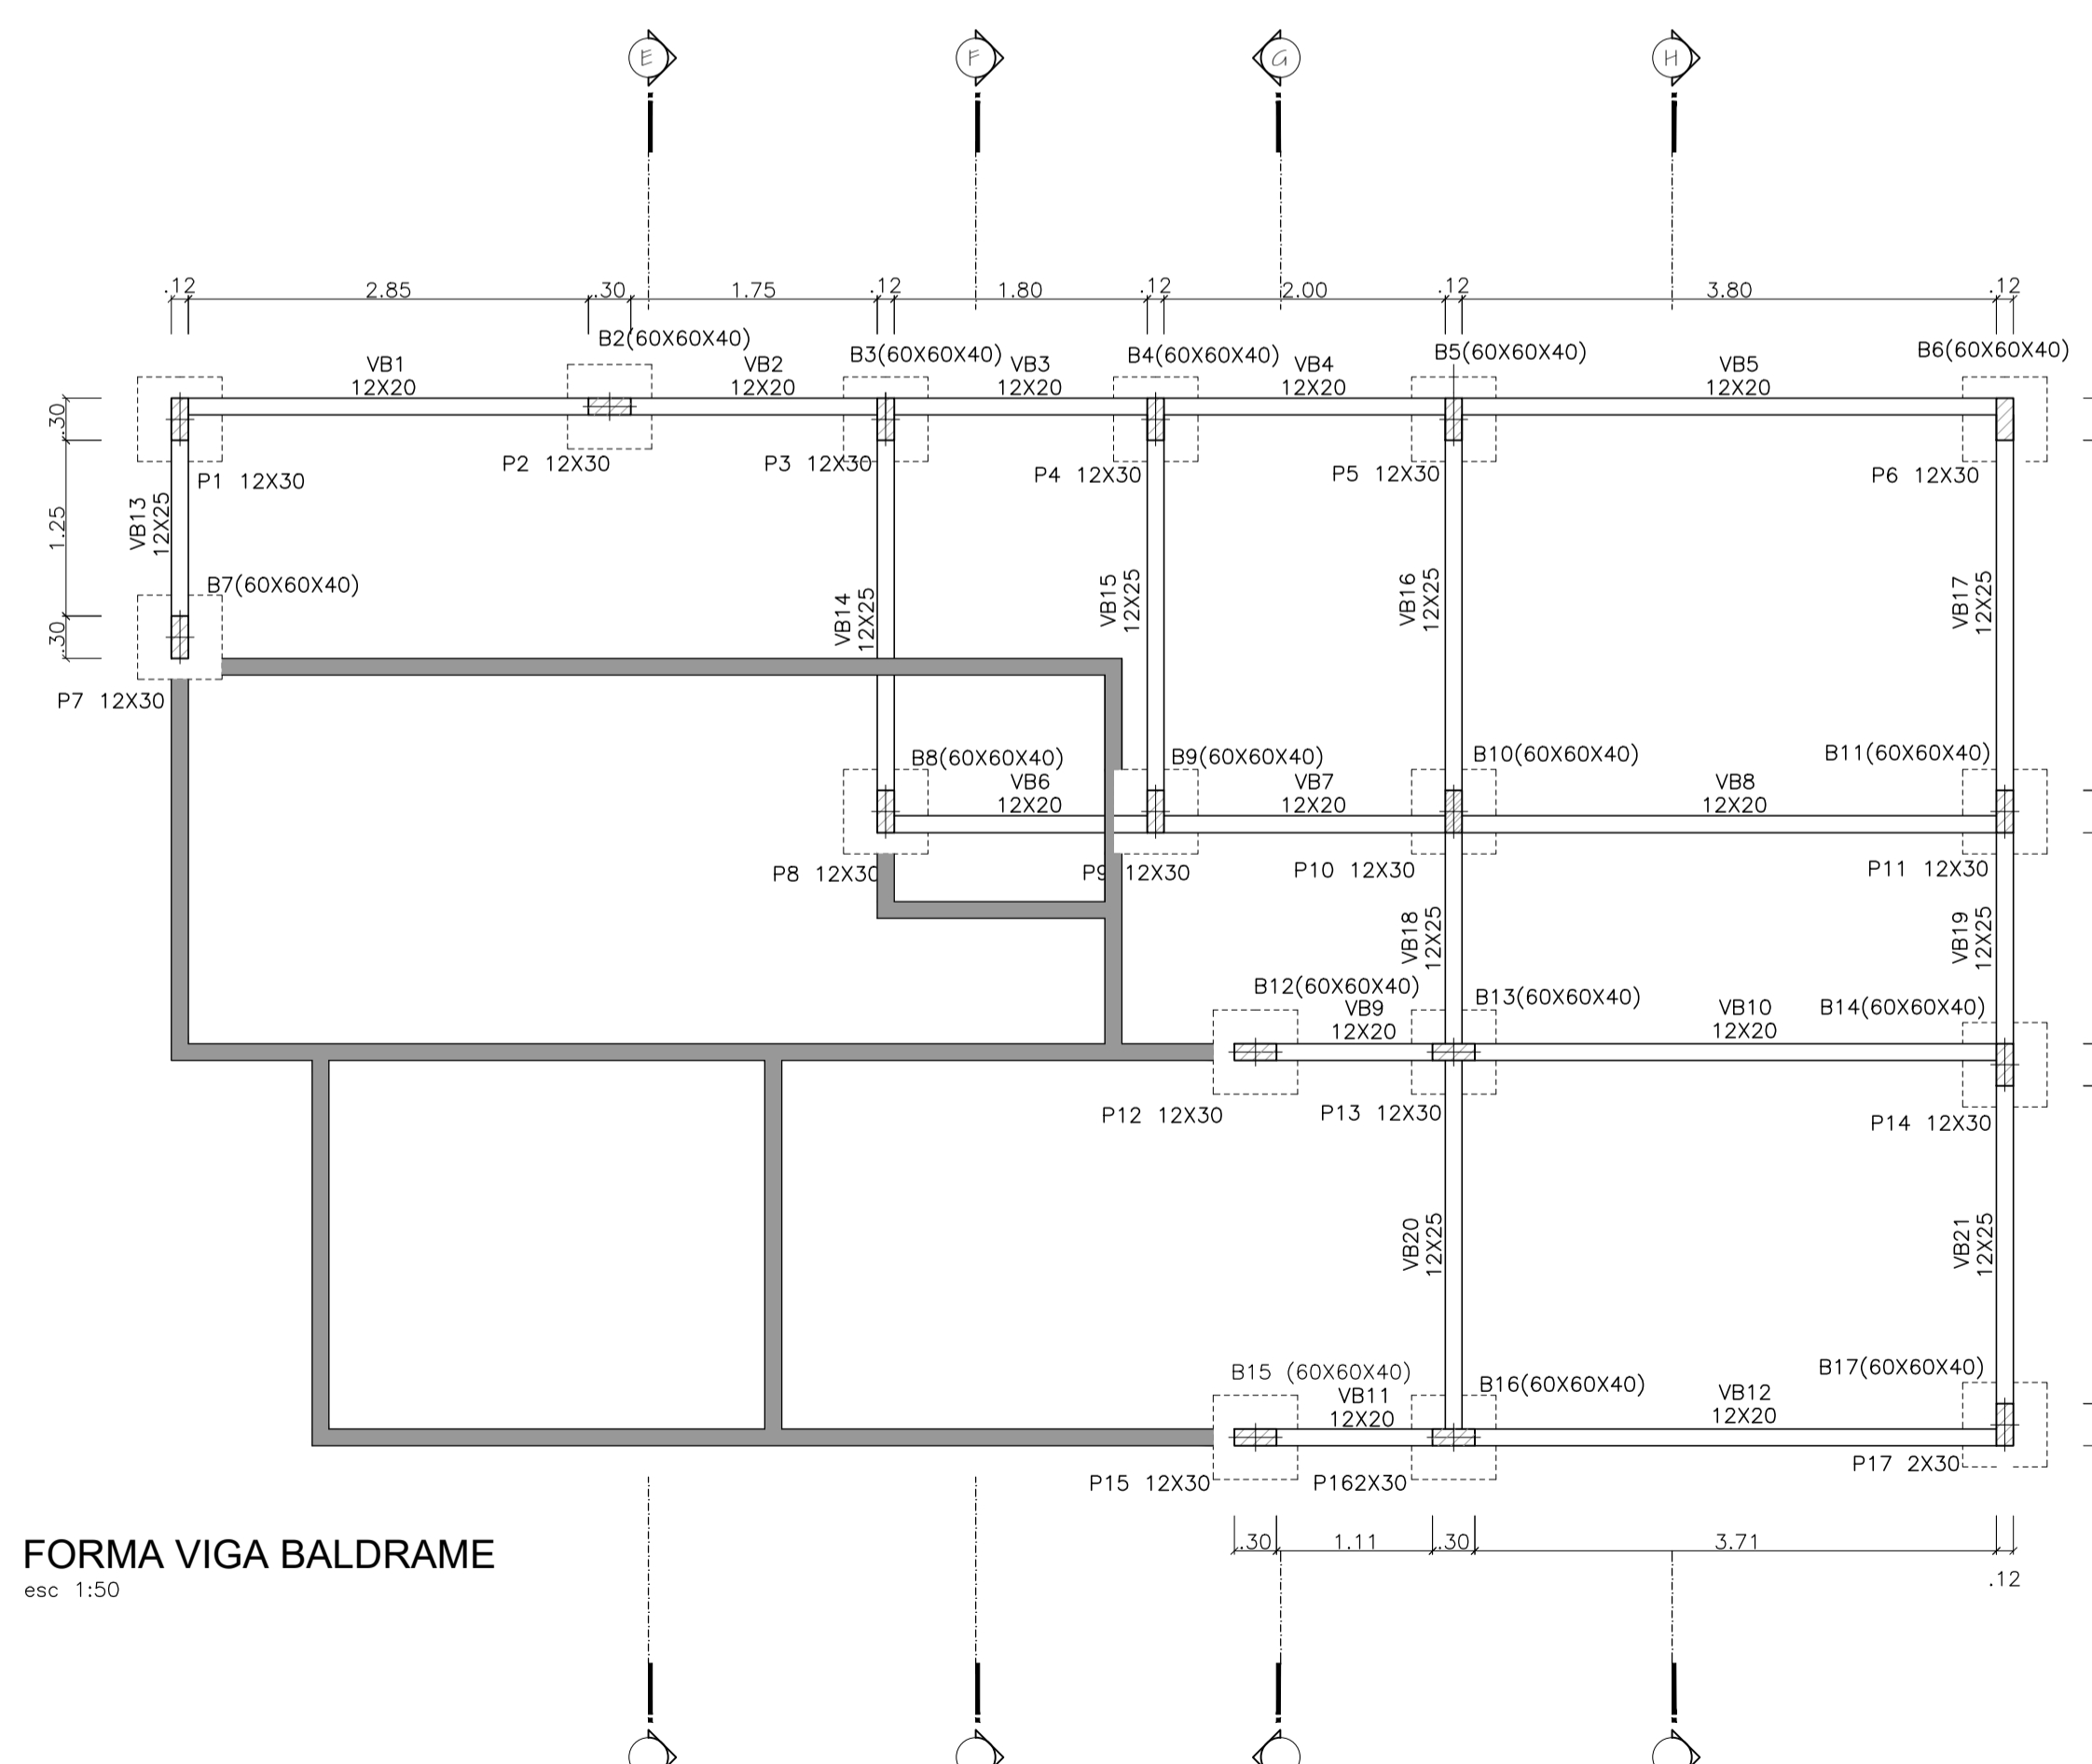 E
F
G
H
.12
2.85
.30
1.75
.12
1.80
.12
2.00
.12
3.80
.12
B2(60X60X40)
B3(60X60X40)
B4(60X60X40)
B5(60X60X40)
B6(60X60X40)
VB1
12X20
VB2
12X20
VB3
12X20
VB4
12X20
VB5
12X20
.30
1.25
.30
P1 12X30
P2 12X30
P3 12X30
P4 12X30
P5 12X30
P6 12X30
VB13
12X25
B7(60X60X40)
P7 12X30
VB14
12X25
VB15
12X25
VB16
12X25
VB17
12X25
B8(60X60X40)
B9(60X60X40)
B10(60X60X40)
B11(60X60X40)
VB6
12X20
VB7
12X20
VB8
12X20
P8 12X30
P9 12X30
P10 12X30
P11 12X30
VB18
12X25
VB19
12X25
B12(60X60X40)
B13(60X60X40)
B14(60X60X40)
VB9
12X20
VB10
12X20
P12 12X30
P13 12X30
P14 12X30
VB20
12X25
VB21
12X25
B15 (60X60X40)
B16(60X60X40)
B17(60X60X40)
VB11
12X20
VB12
12X20
P15 12X30
P162X30
P17 2X30
.30
1.11
.30
3.71
.12
FORMA VIGA BALDRAME
esc 1:50